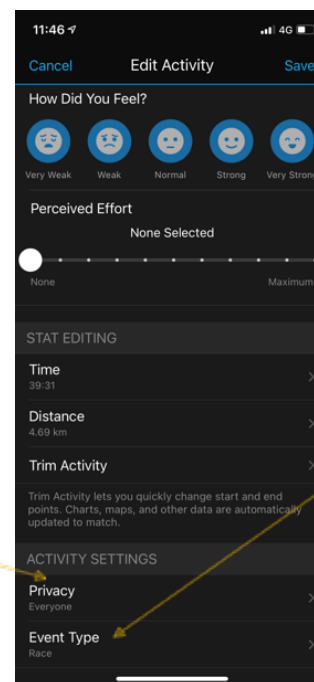 11:46
4G
Cancel Edit Activity Save
How Did You Feel?
Very Weak Weak Normal Strong Very Strong
Perceived Effort
None Selected
None Maximum
STAT EDITING
Time
39:31
Distance
4.69 km
Trim Activity
Trim Activity lets you quickly change start and end
points. Charts, maps, and other data are automatically
updated to match.
ACTIVITY SETTINGS
Privacy
Everyone
Event Type
Race